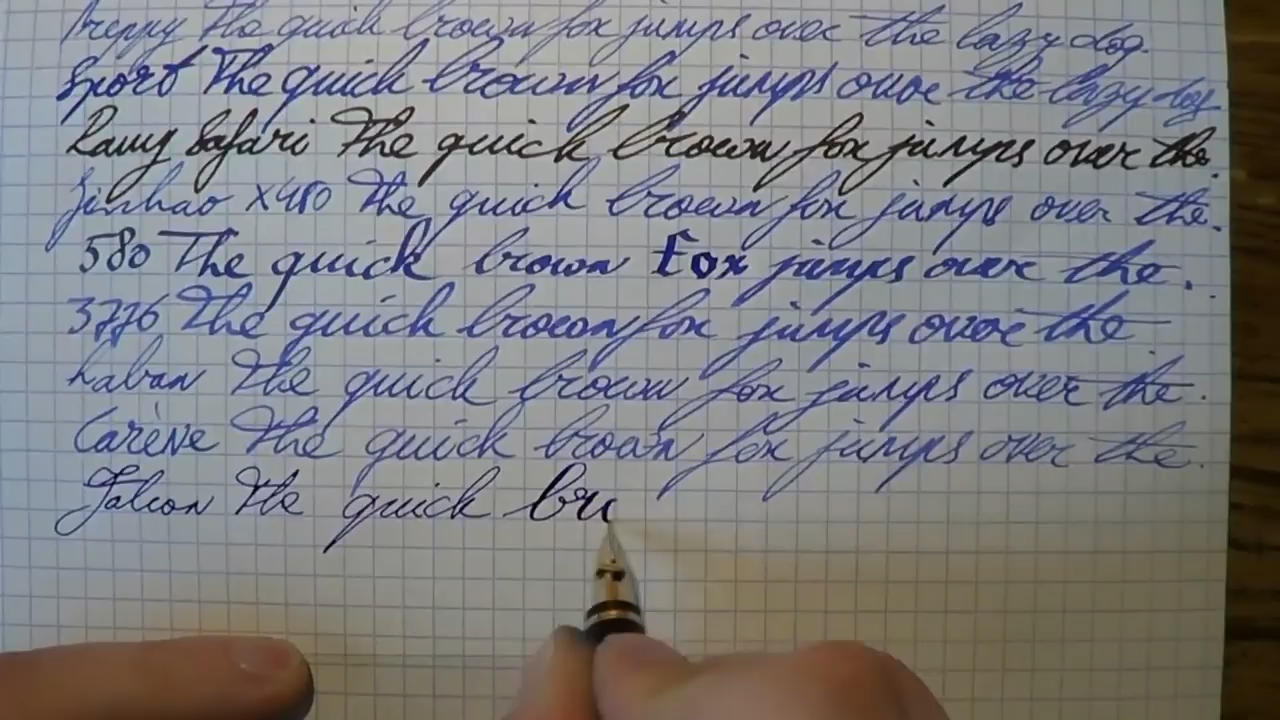 Preppy The quick brown fox jumps over the lazy dog.
Sport The quick brown fox jumps over the lazy dog
Lamy Safari The quick brown fox jumps over the.
Jinhao x450 The quick brown fox jumps over the.
580 The quick brown fox jumps over the.
3776 The quick brown fox jumps over the.
Laban The quick brown fox jumps over the.
Carène The quick brown fox jumps over the.
Falcon The quick bro